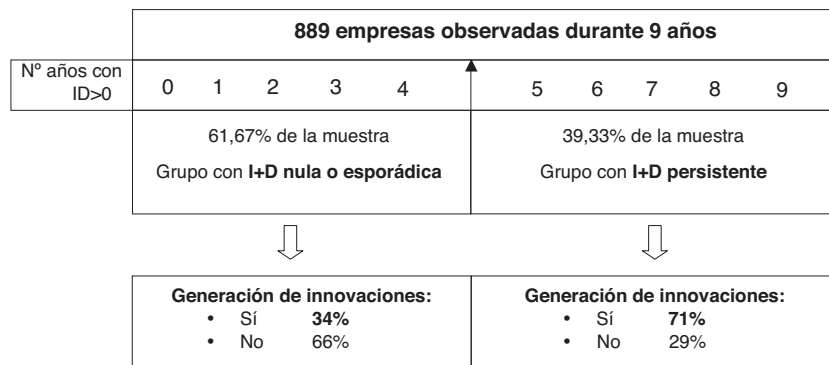 889 empresas observadas durante 9 años
Nº años con
ID>0
0 1 2 3 4 5 6 7 8 9
61,67% de la muestra
Grupo con I+D nula o esporádica
39,33% de la muestra
Grupo con I+D persistente
Generación de innovaciones:
• Sí 34%
• No 66%
Generación de innovaciones:
• Sí 71%
• No 29%